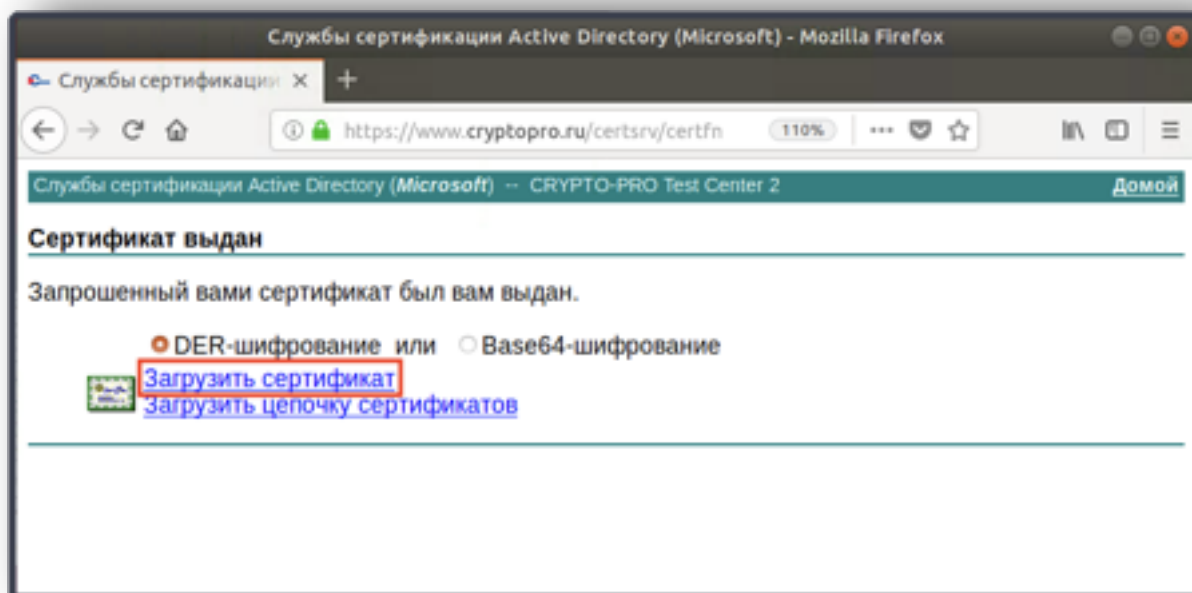 Службы сертификации Active Directory (Microsoft) - Mozilla Firefox
Службы сертификации
https://www.cryptopro.ru/certsrv/certfn 110%
Службы сертификации Active Directory (Microsoft) -- CRYPTO-PRO Test Center 2 Домой
Сертификат выдан
Запрошенный вами сертификат был вам выдан.
DER-шифрование или Base64-шифрование
Загрузить сертификат
Загрузить цепочку сертификатов